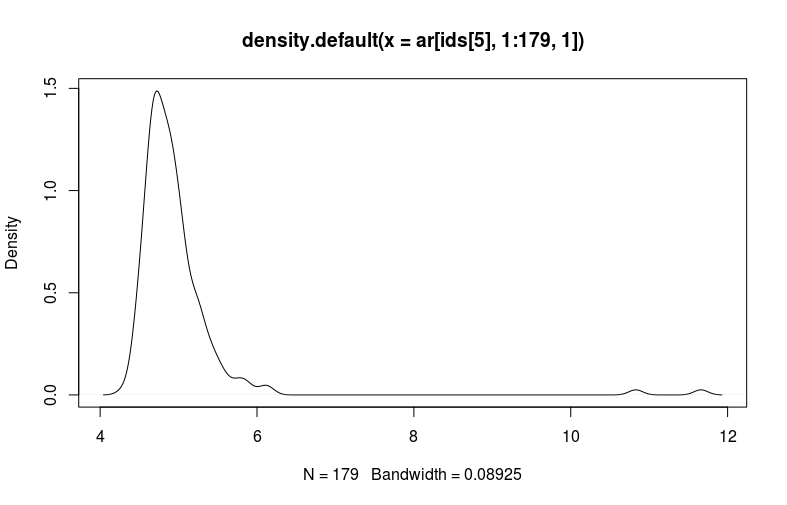 density.default(x = ar[ids[5], 1:179, 1])
Density
1.5
1.0
0.5
0.0
4 6 8 10 12
N = 179 Bandwidth = 0.08925